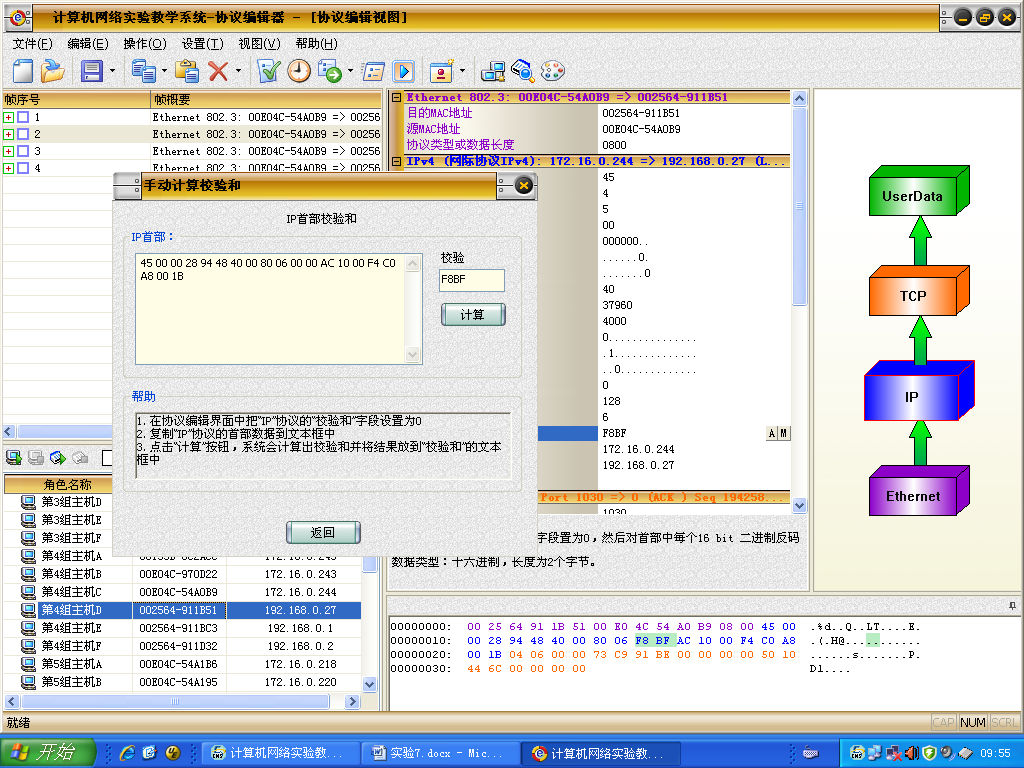 计算机网络实验教学系统-协议编辑器 - [协议编辑视图]
文件(F) 编辑(E) 操作(O) 设置(T) 视图(V) 帮助(H)
帧序号 帧概要
1 Ethernet 802.3: 00E04C-54A0B9 => 00256
2 Ethernet 802.3: 00E04C-54A0B9 => 00256
3 Ethernet 802.3: 00E04C-54A0B9 => 00256
4 Ethernet 802.3: 00E04C-54A0B9 => 00256
Ethernet 802.3: 00E04C-54A0B9 => 002564-911B51
目的MAC地址 002564-911B51
源MAC地址 00E04C-54A0B9
协议类型或数据长度 0800
IPv4 (网际协议IPv4): 172.16.0.244 => 192.168.0.27 (L...
45
4
5
00
000000..
......0.
.......0
40
37960
4000
0..............
.1.............
..0............
0
128
6
F8BF A M
172.16.0.244
192.168.0.27
Port 1030 => 0 (ACK ) Seq 194258...
1030
字段设置为0，然后对首部中每个16 bit 二进制反码
数据类型：十六进制，长度为2个字节。
手动计算校验和
IP首部校验和
IP首部：
45 00 00 28 94 48 40 00 80 06 00 00 AC 10 00 F4 C0
A8 00 1B
校验
F8BF
计算
帮助
1. 在协议编辑界面中把"IP"协议的"校验和"字段设置为0
2. 复制"IP"协议的首部数据到文本框中
3. 点击"计算"按钮，系统会计算出校验和并将结果放到"校验和"的文本
框中
返回
UserData
TCP
IP
Ethernet
角色名称
第3组主机D
第3组主机E
第3组主机F
第4组主机A
第4组主机B 00E04C-970D22 172.16.0.243
第4组主机C 00E04C-54A0B9 172.16.0.244
第4组主机D 002564-911B51 192.168.0.27
第4组主机E 002564-911BC3 192.168.0.1
第4组主机F 002564-911D32 192.168.0.2
第5组主机A 00E04C-54A1B6 172.16.0.218
第5组主机B 00E04C-54A195 172.16.0.220
00000000: 00 25 64 91 1B 51 00 E0 4C 54 A0 B9 08 00 45 00 .%d..Q..LT....E.
00000010: 00 28 94 48 40 00 80 06 F8 BF AC 10 00 F4 C0 A8 .(.H@...........
00000020: 00 1B 04 06 00 00 73 C9 91 BE 00 00 00 00 50 10 ......s.......P.
00000030: 44 6C 00 00 00 00 Dl....
就绪 CAP NUM SCRL
开始 计算机网络实验教... 实验7.docx - Mic... 计算机网络实验教... 09:55